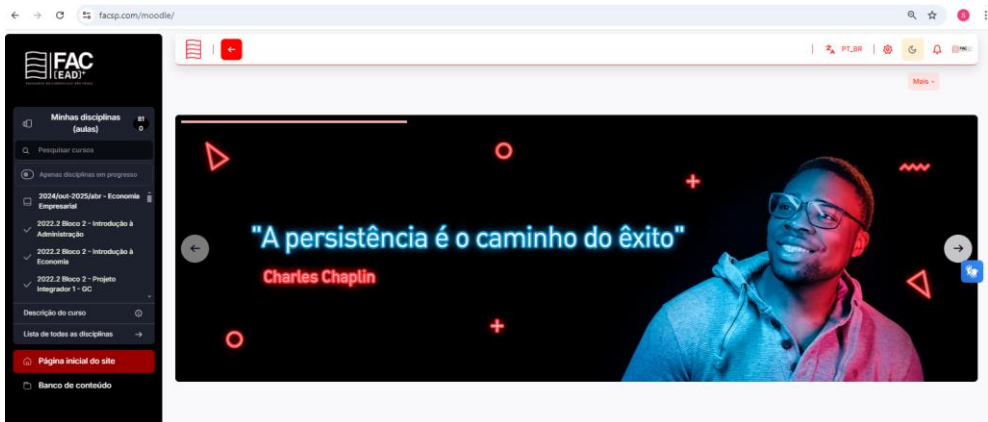 facsp.com/moodle/
S
FAC
[EAD]+
Minhas disciplinas
(aulas)
81
0
Pesquisar cursos
Apenas disciplinas em progresso
2024/out-2025/abr - Economia
Empresarial
2022.2 Bloco 2 - Introdução à
Administração
2022.2 Bloco 2 - Introdução à
Economia
2022.2 Bloco 2 - Projeto
Integrador 1 - GC
Descrição do curso
Lista de todas as disciplinas
Página inicial do site
Banco de conteúdo
PT_BR
Mais
"A persistência é o caminho do êxito"
Charles Chaplin